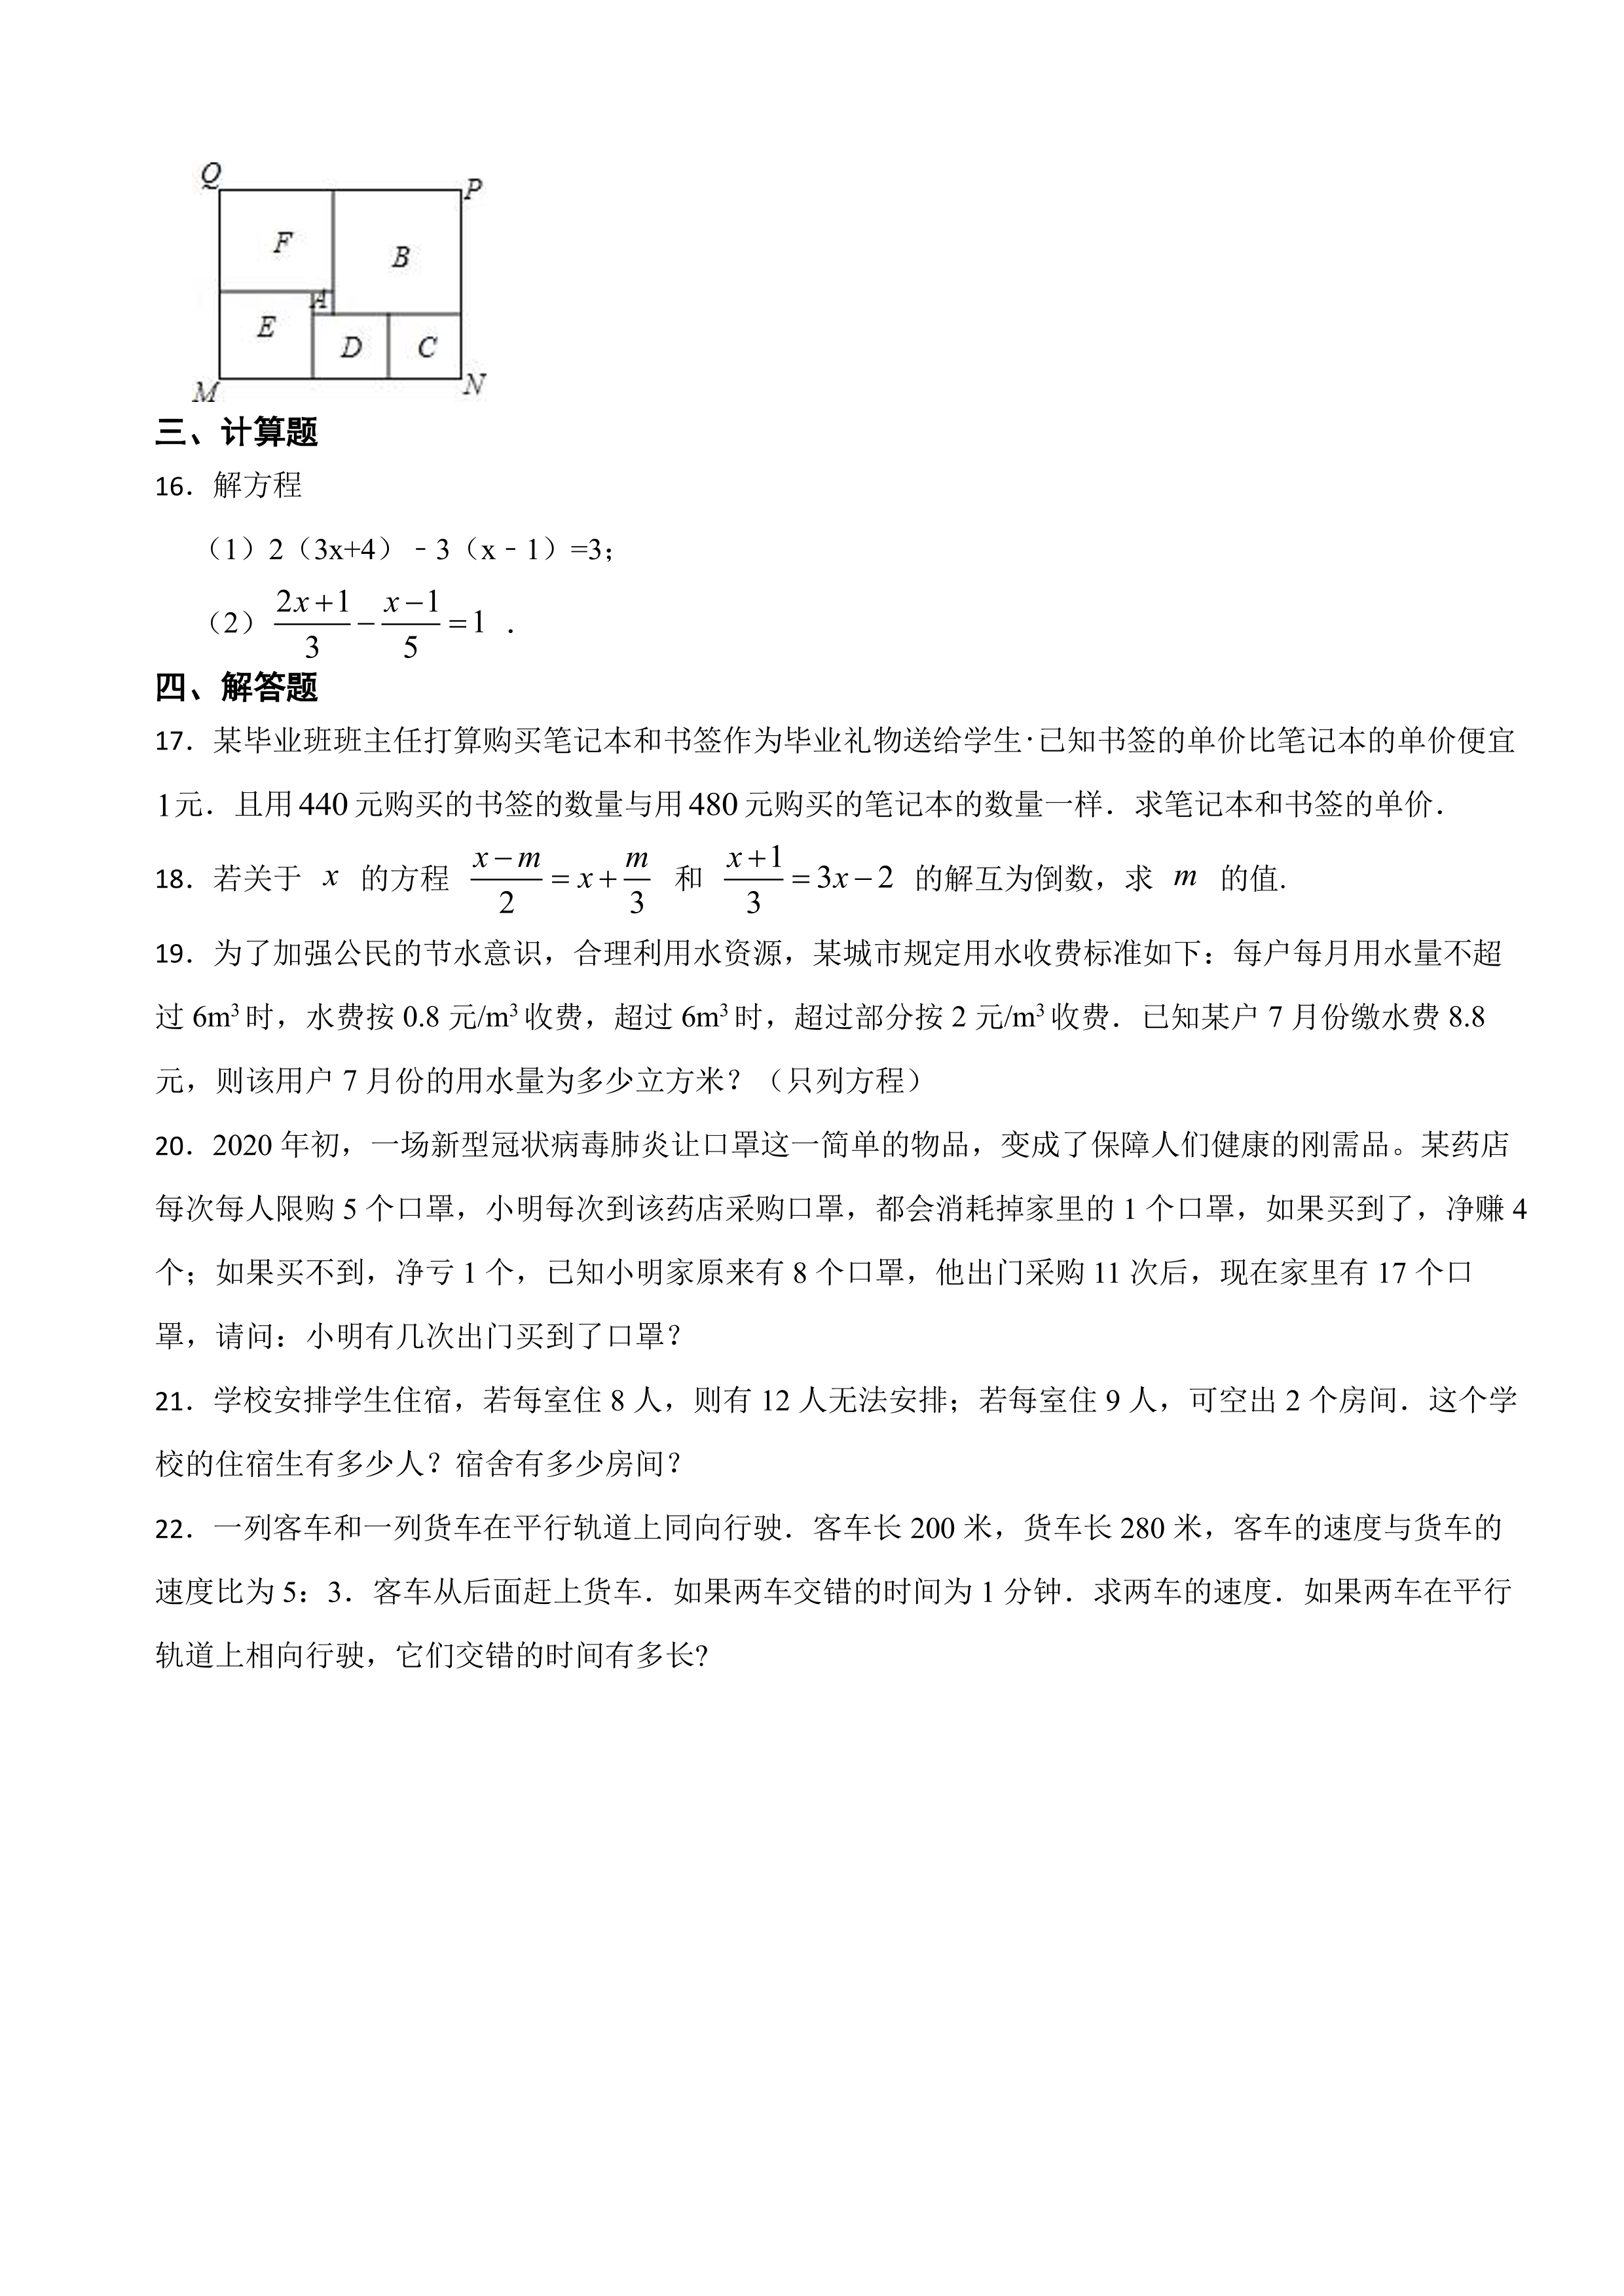 Q
P
F
B
A
E
D
C
M
N
三、计算题
16．解方程
（1）2（3x+4）﹣3（x﹣1）=3；
（2）(2x+1)/3−(x−1)/5=1 ．
四、解答题
17．某毕业班班主任打算购买笔记本和书签作为毕业礼物送给学生·已知书签的单价比笔记本的单价便宜
1元．且用440元购买的书签的数量与用480元购买的笔记本的数量一样．求笔记本和书签的单价．
18．若关于 x 的方程 (x−m)/2=x+m/3 和 (x+1)/3=3x−2 的解互为倒数，求 m 的值.
19．为了加强公民的节水意识，合理利用水资源，某城市规定用水收费标准如下：每户每月用水量不超
过 6m³时，水费按 0.8 元/m³收费，超过 6m³时，超过部分按 2 元/m³收费．已知某户 7 月份缴水费 8.8
元，则该用户 7 月份的用水量为多少立方米？（只列方程）
20．2020 年初，一场新型冠状病毒肺炎让口罩这一简单的物品，变成了保障人们健康的刚需品。某药店
每次每人限购 5 个口罩，小明每次到该药店采购口罩，都会消耗掉家里的 1 个口罩，如果买到了，净赚 4
个；如果买不到，净亏 1 个，已知小明家原来有 8 个口罩，他出门采购 11 次后，现在家里有 17 个口
罩，请问：小明有几次出门买到了口罩？
21．学校安排学生住宿，若每室住 8 人，则有 12 人无法安排；若每室住 9 人，可空出 2 个房间．这个学
校的住宿生有多少人？宿舍有多少房间？
22．一列客车和一列货车在平行轨道上同向行驶．客车长 200 米，货车长 280 米，客车的速度与货车的
速度比为 5：3．客车从后面赶上货车．如果两车交错的时间为 1 分钟．求两车的速度．如果两车在平行
轨道上相向行驶，它们交错的时间有多长?